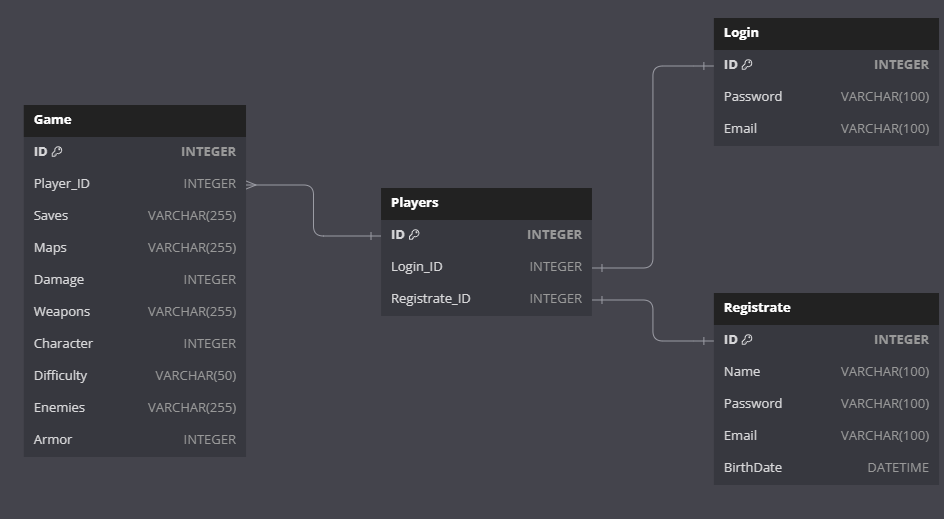 Game
ID INTEGER
Player_ID INTEGER
Saves VARCHAR(255)
Maps VARCHAR(255)
Damage INTEGER
Weapons VARCHAR(255)
Character INTEGER
Difficulty VARCHAR(50)
Enemies VARCHAR(255)
Armor INTEGER
Players
ID INTEGER
Login_ID INTEGER
Registrate_ID INTEGER
Login
ID INTEGER
Password VARCHAR(100)
Email VARCHAR(100)
Registrate
ID INTEGER
Name VARCHAR(100)
Password VARCHAR(100)
Email VARCHAR(100)
BirthDate DATETIME